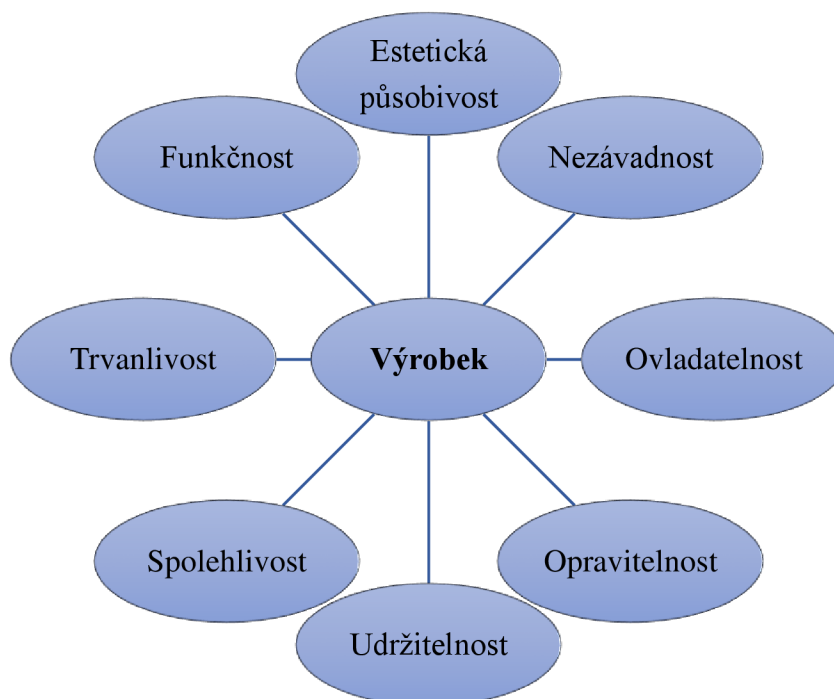 Estetická
působivost
Funkčnost
Nezávadnost
Trvanlivost
Výrobek
Ovladatelnost
Spolehlivost
Opravitelnost
Udržitelnost